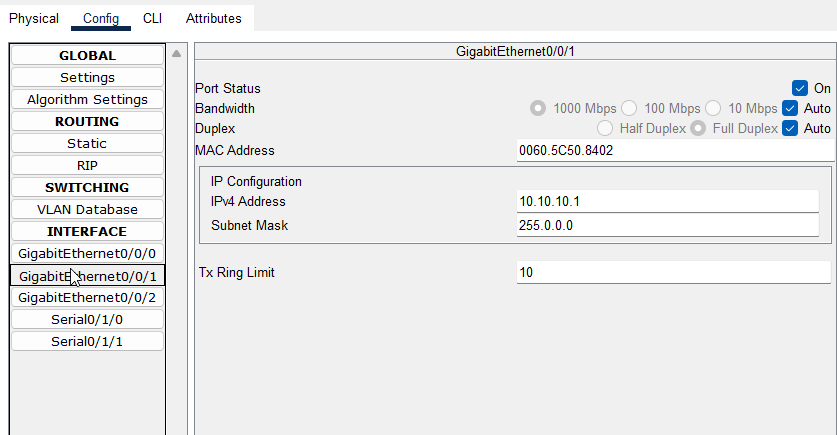 Physical Config CLI Attributes
GLOBAL
Settings
Algorithm Settings
ROUTING
Static
RIP
SWITCHING
VLAN Database
INTERFACE
GigabitEthernet0/0/0
GigabitEthernet0/0/1
GigabitEthernet0/0/2
Serial0/1/0
Serial0/1/1
GigabitEthernet0/0/1
Port Status On
Bandwidth 1000 Mbps 100 Mbps 10 Mbps Auto
Duplex Half Duplex Full Duplex Auto
MAC Address 0060.5C50.8402
IP Configuration
IPv4 Address 10.10.10.1
Subnet Mask 255.0.0.0
Tx Ring Limit 10